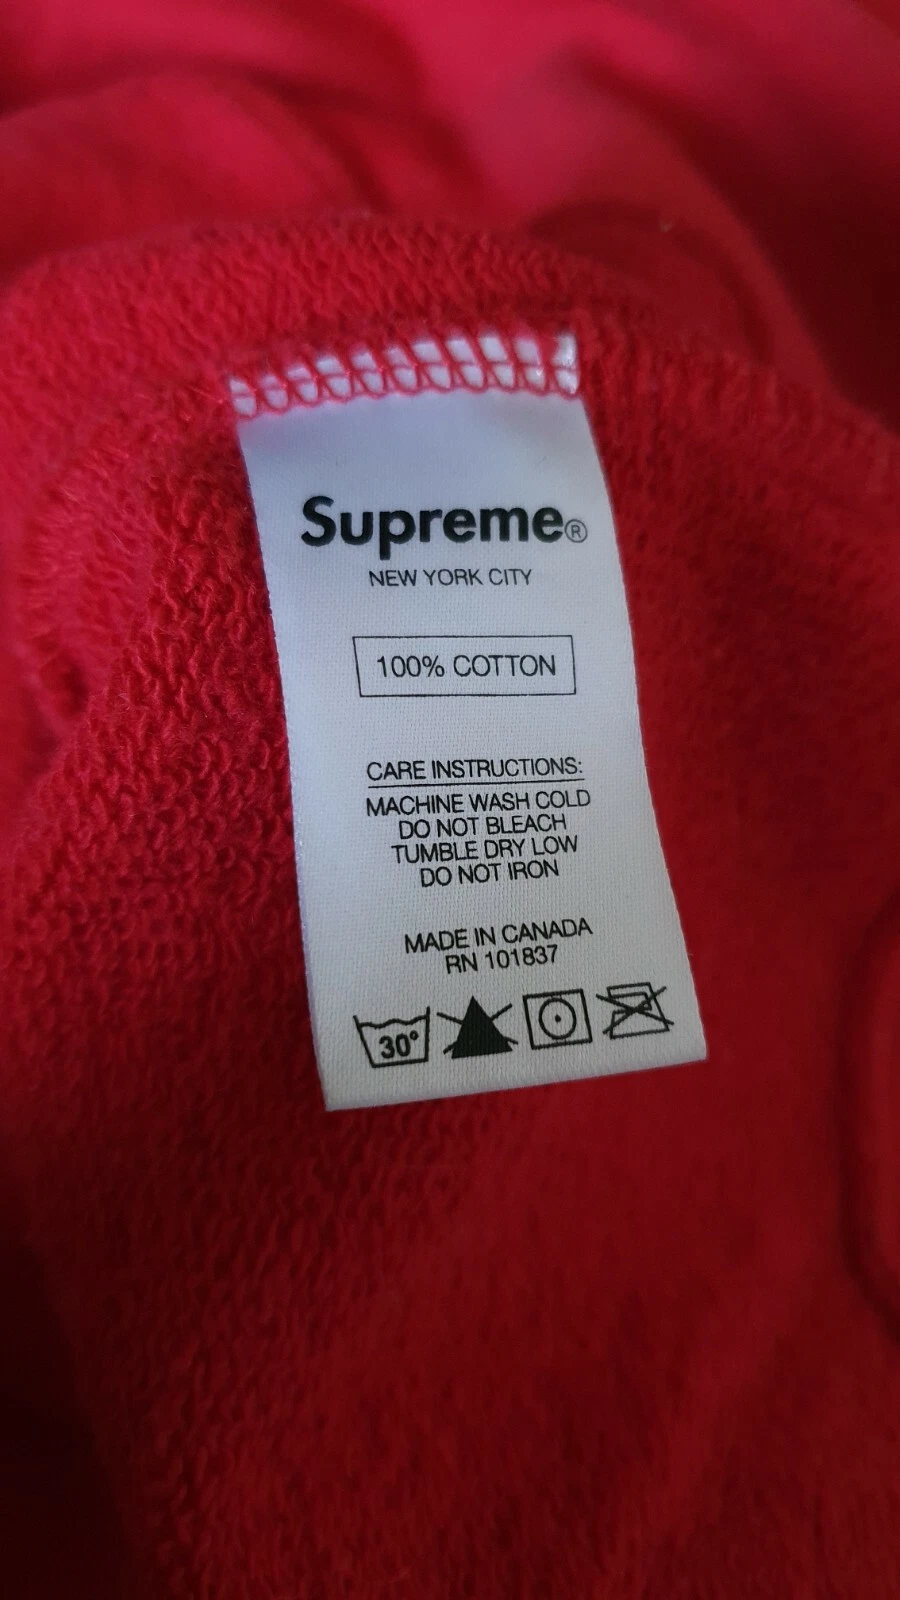 Supreme®
NEW YORK CITY
100% COTTON
CARE INSTRUCTIONS:
MACHINE WASH COLD
DO NOT BLEACH
TUMBLE DRY LOW
DO NOT IRON
MADE IN CANADA
RN 101837
30°